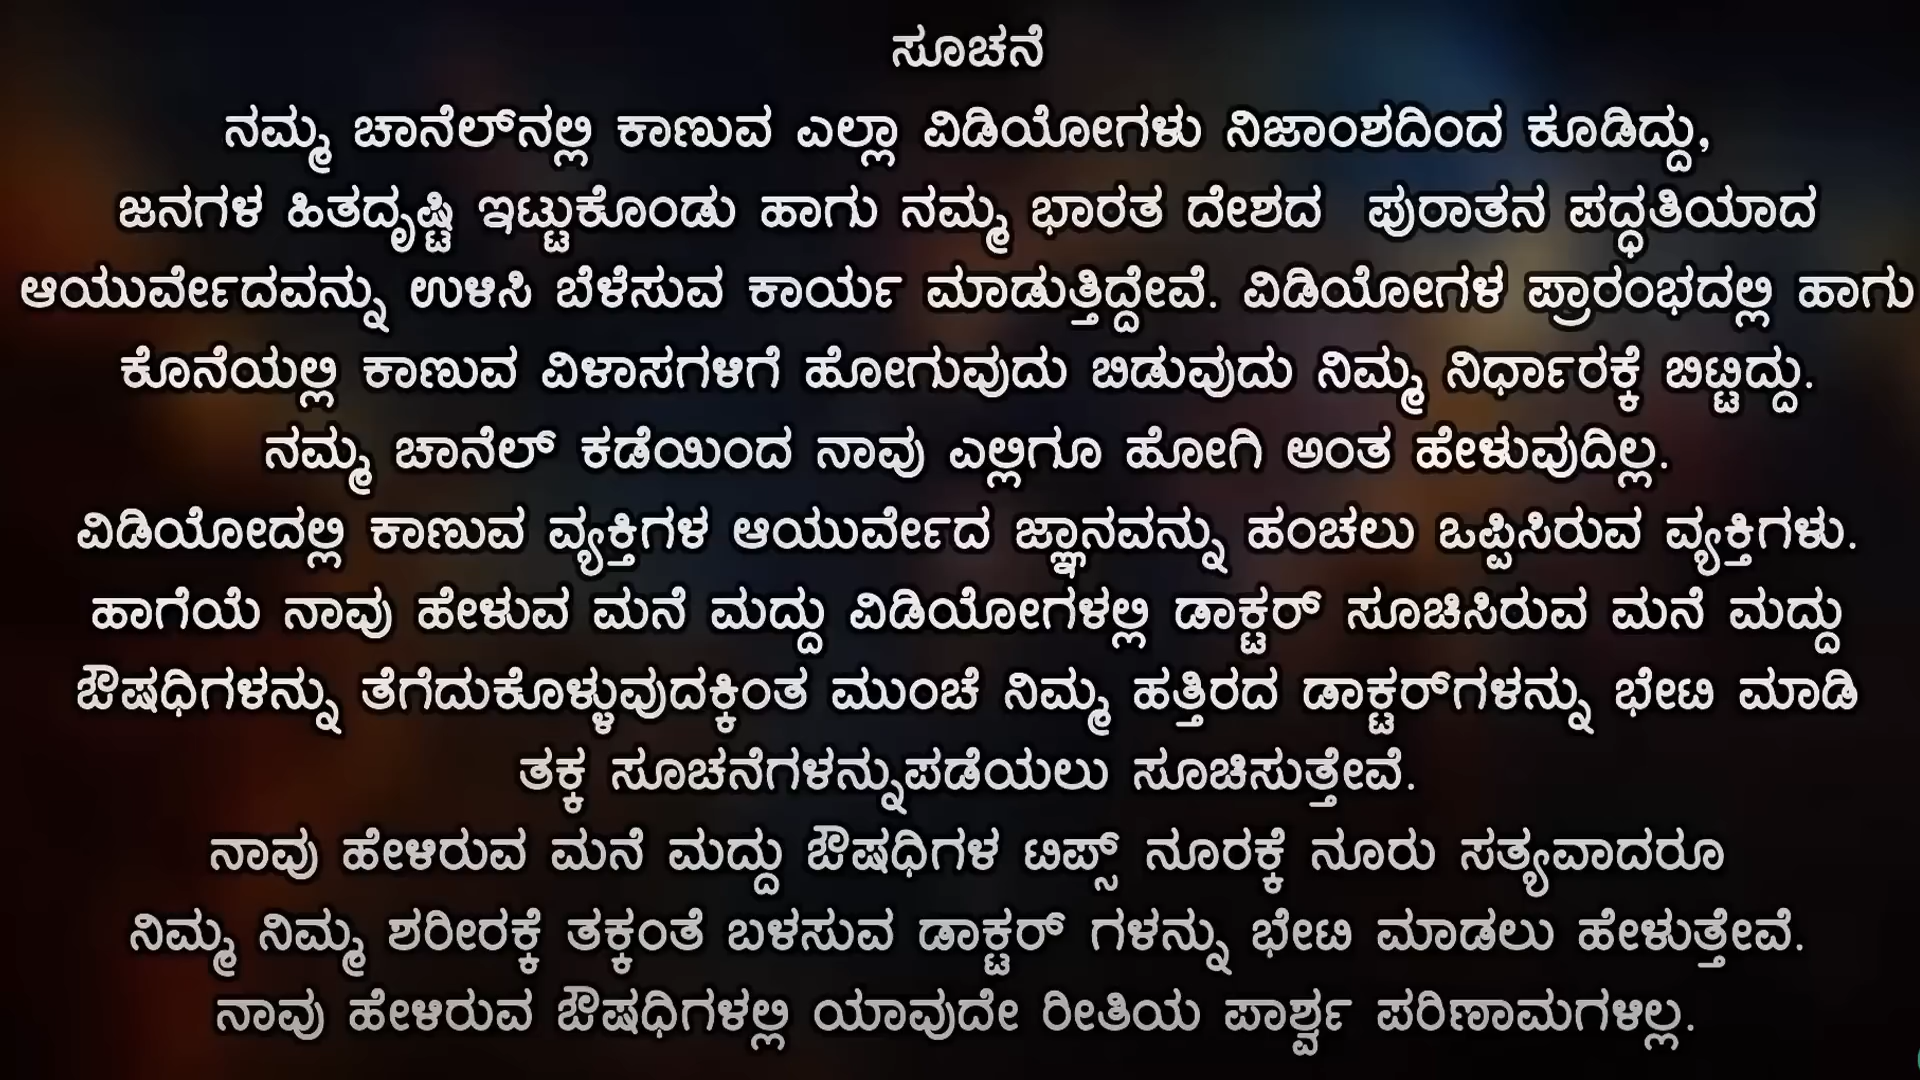 ಸೂಚನೆ
ನಮ್ಮ ಚಾನೆಲ್‌ನಲ್ಲಿ ಕಾಣುವ ಎಲ್ಲಾ ವಿಡಿಯೋಗಳು ನಿಜಾಂಶದಿಂದ ಕೂಡಿದ್ದು,
ಜನಗಳ ಹಿತದೃಷ್ಟಿ ಇಟ್ಟುಕೊಂಡು ಹಾಗು ನಮ್ಮ ಭಾರತ ದೇಶದ ಪುರಾತನ ಪದ್ಧತಿಯಾದ
ಆಯುರ್ವೇದವನ್ನು ಉಳಿಸಿ ಬೆಳೆಸುವ ಕಾರ್ಯ ಮಾಡುತ್ತಿದ್ದೇವೆ. ವಿಡಿಯೋಗಳ ಪ್ರಾರಂಭದಲ್ಲಿ ಹಾಗು
ಕೊನೆಯಲ್ಲಿ ಕಾಣುವ ವಿಳಾಸಗಳಿಗೆ ಹೋಗುವುದು ಬಿಡುವುದು ನಿಮ್ಮ ನಿರ್ಧಾರಕ್ಕೆ ಬಿಟ್ಟಿದ್ದು.
ನಮ್ಮ ಚಾನೆಲ್ ಕಡೆಯಿಂದ ನಾವು ಎಲ್ಲಿಗೂ ಹೋಗಿ ಅಂತ ಹೇಳುವುದಿಲ್ಲ.
ವಿಡಿಯೋದಲ್ಲಿ ಕಾಣುವ ವ್ಯಕ್ತಿಗಳ ಆಯುರ್ವೇದ ಜ್ಞಾನವನ್ನು ಹಂಚಲು ಒಪ್ಪಿಸಿರುವ ವ್ಯಕ್ತಿಗಳು.
ಹಾಗೆಯೆ ನಾವು ಹೇಳುವ ಮನೆ ಮದ್ದು ವಿಡಿಯೋಗಳಲ್ಲಿ ಡಾಕ್ಟರ್ ಸೂಚಿಸಿರುವ ಮನೆ ಮದ್ದು
ಔಷಧಿಗಳನ್ನು ತೆಗೆದುಕೊಳ್ಳುವುದಕ್ಕಿಂತ ಮುಂಚೆ ನಿಮ್ಮ ಹತ್ತಿರದ ಡಾಕ್ಟರ್‌ಗಳನ್ನು ಭೇಟಿ ಮಾಡಿ
ತಕ್ಕ ಸೂಚನೆಗಳನ್ನುಪಡೆಯಲು ಸೂಚಿಸುತ್ತೇವೆ.
ನಾವು ಹೇಳಿರುವ ಮನೆ ಮದ್ದು ಔಷಧಿಗಳ ಟಿಪ್ಸ್ ನೂರಕ್ಕೆ ನೂರು ಸತ್ಯವಾದರೂ
ನಿಮ್ಮ ನಿಮ್ಮ ಶರೀರಕ್ಕೆ ತಕ್ಕಂತೆ ಬಳಸುವ ಡಾಕ್ಟರ್ ಗಳನ್ನು ಭೇಟಿ ಮಾಡಲು ಹೇಳುತ್ತೇವೆ.
ನಾವು ಹೇಳಿರುವ ಔಷಧಿಗಳಲ್ಲಿ ಯಾವುದೇ ರೀತಿಯ ಪಾರ್ಶ್ವ ಪರಿಣಾಮಗಳಿಲ್ಲ.